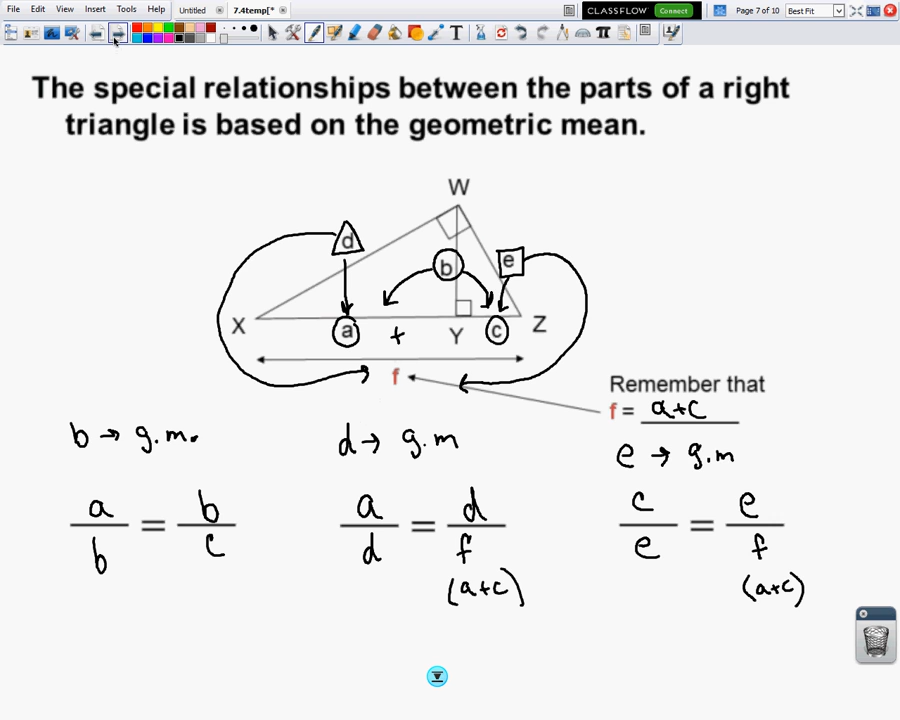 File Edit View Insert Tools Help Untitled 7.4temp[* CLASSFLOW Connect Page 7 of 10 Best Fit
The special relationships between the parts of a right
triangle is based on the geometric mean.
W
d
b
e
X
a
+
Y
c
Z
f
Remember that
f = a+c
b → g.m.
d → g.m
e → g.m
a/b = b/c
a/d = d/f
c/e = e/f
(a+c)
(a+c)